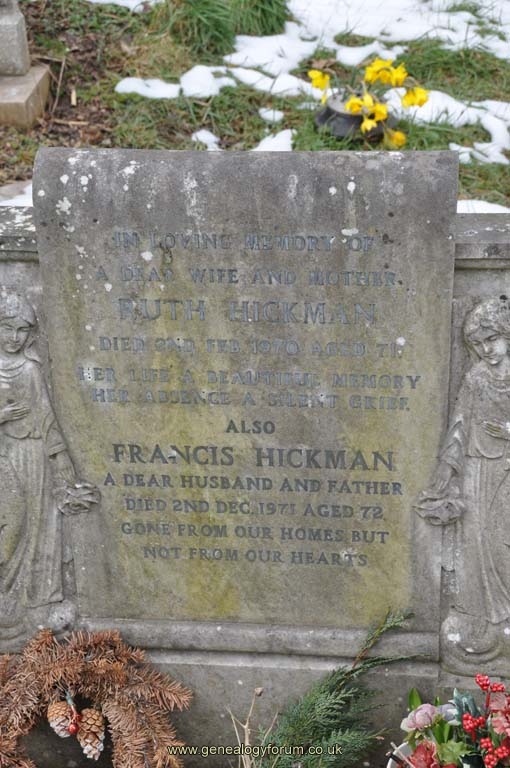 IN LOVING MEMORY OF
A DEAR WIFE AND MOTHER
RUTH HICKMAN
DIED 2ND FEB. 1970 AGED 71.
HER LIFE A BEAUTIFUL MEMORY
HER ABSENCE A SILENT GRIEF.
ALSO
FRANCIS HICKMAN
A DEAR HUSBAND AND FATHER
DIED 2ND DEC. 1971 AGED 72.
GONE FROM OUR HOMES BUT
NOT FROM OUR HEARTS
www.genealogyforum.co.uk